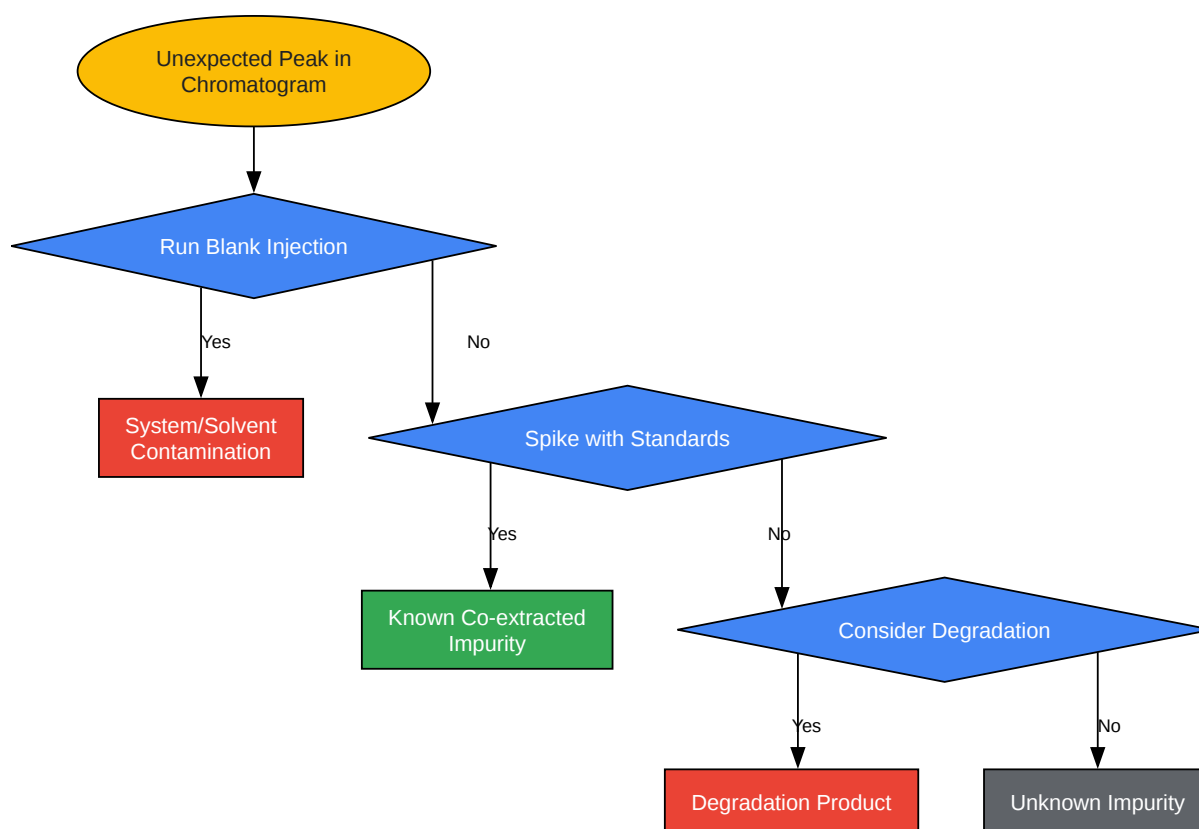 Unexpected Peak in
Chromatogram
Run Blank Injection
Yes
No
System/Solvent
Contamination
Spike with Standards
Yes
No
Known Co-extracted
Impurity
Consider Degradation
Yes
No
Degradation Product
Unknown Impurity